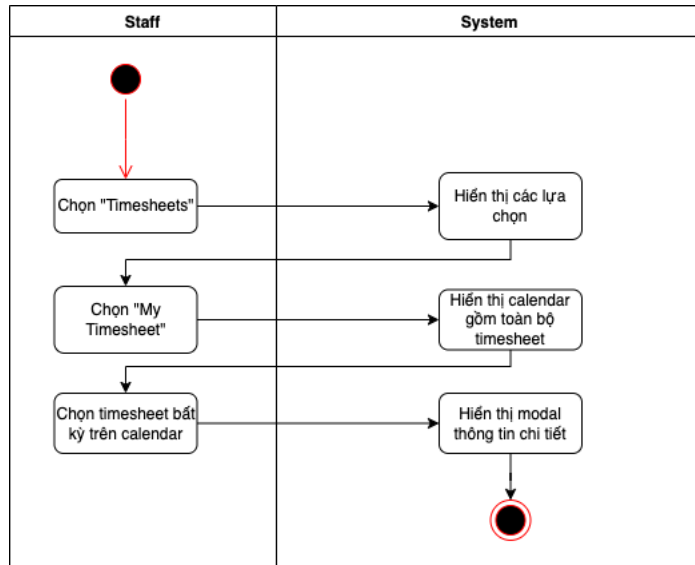 Staff
System
Chọn "Timesheets"
Hiển thị các lựa
chọn
Chọn "My
Timesheet"
Hiển thị calendar
gồm toàn bộ
timesheet
Chọn timesheet bất
kỳ trên calendar
Hiển thị modal
thông tin chi tiết